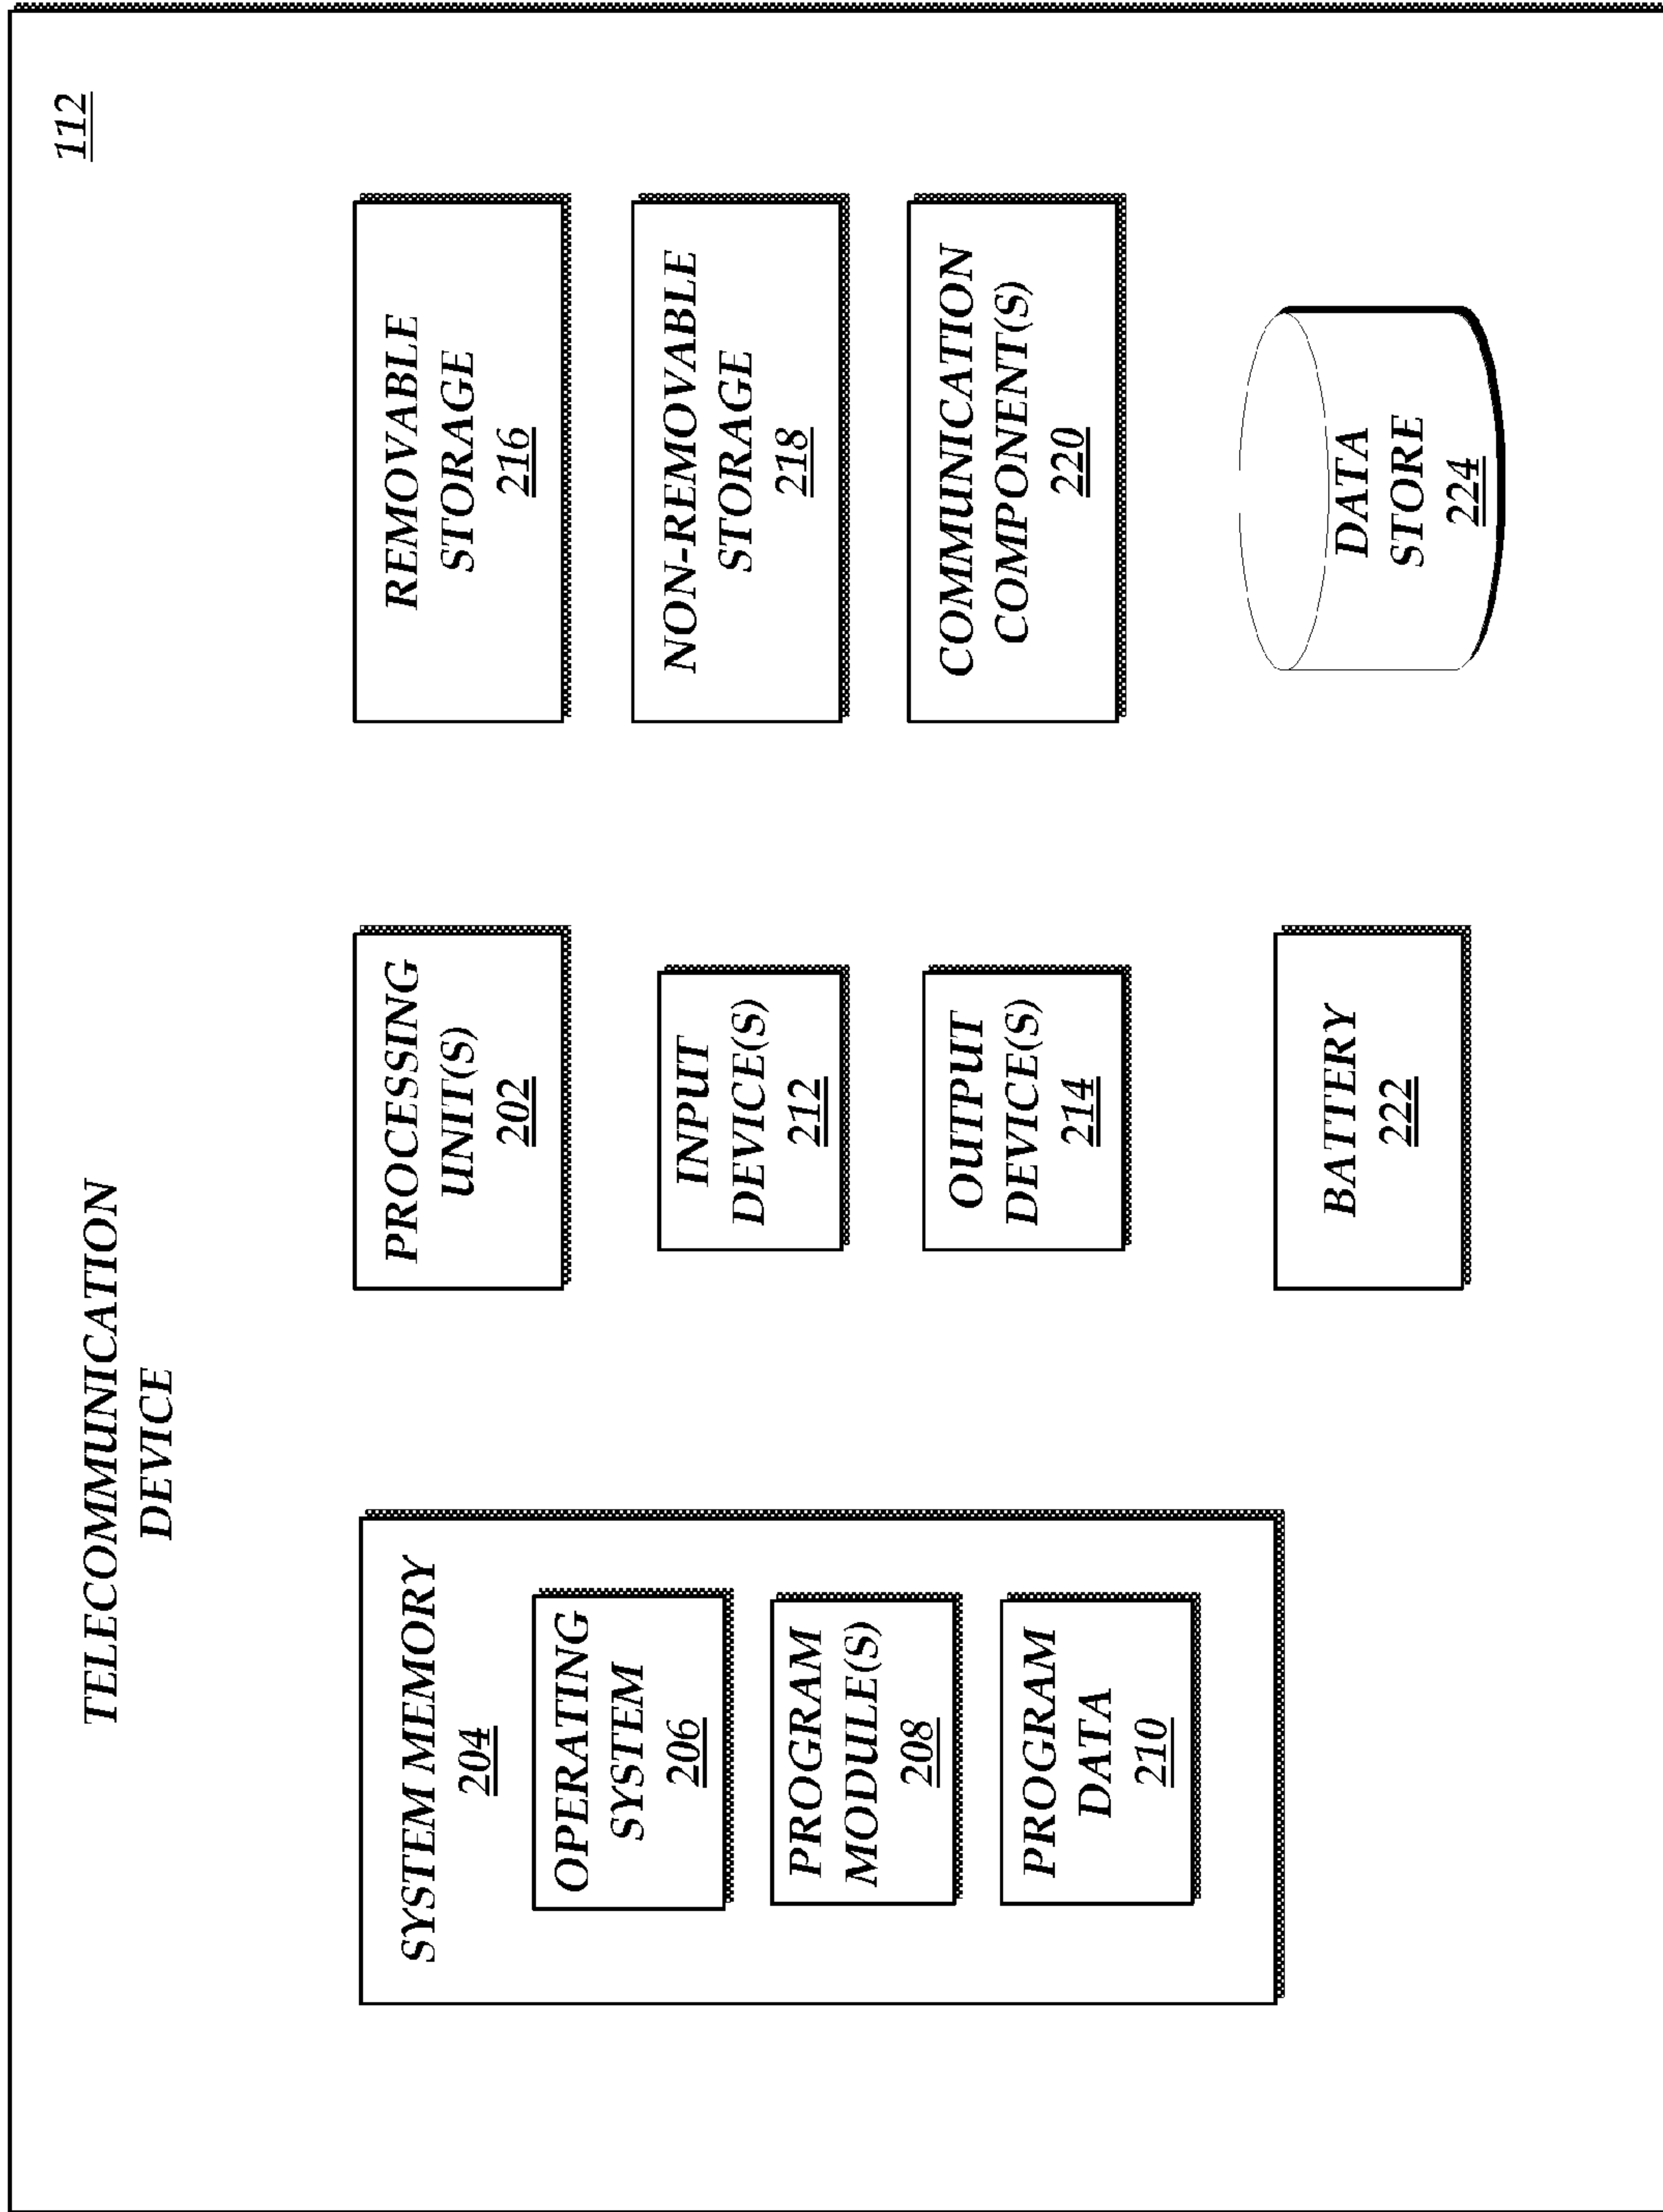 TELECOMMUNICATION
DEVICE
112
SYSTEM MEMORY
204
OPERATING
SYSTEM
206
PROGRAM
MODULE(S)
208
PROGRAM
DATA
210
PROCESSING
UNIT(S)
202
INPUT
DEVICE(S)
212
OUTPUT
DEVICE(S)
214
BATTERY
222
REMOVABLE
STORAGE
216
NON-REMOVABLE
STORAGE
218
COMMUNICATION
COMPONENT(S)
220
DATA
STORE
224